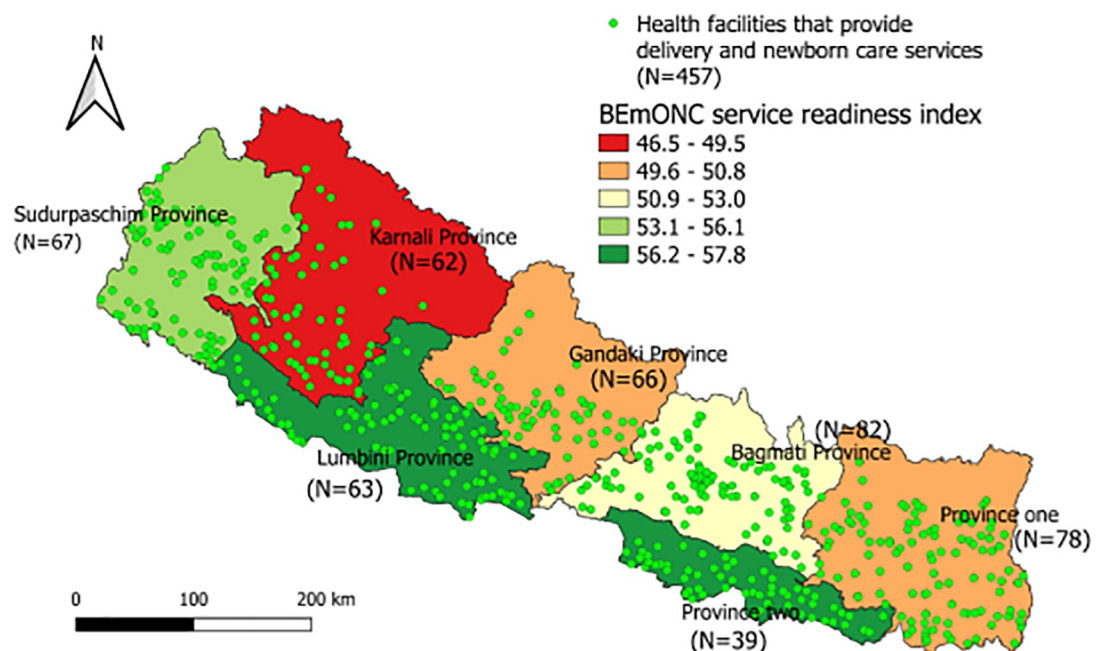 N
Health facilities that provide
delivery and newborn care services
(N=457)
BEmONC service readiness index
46.5 - 49.5
49.6 - 50.8
50.9 - 53.0
53.1 - 56.1
56.2 - 57.8
Sudurpaschim Province
(N=67)
Karnali Province
(N=62)
Gandaki Province
(N=66)
(N=82)
Bagmati Province
Lumbini Province
(N=63)
Province one
(N=78)
Province two
(N=39)
0 100 200 km